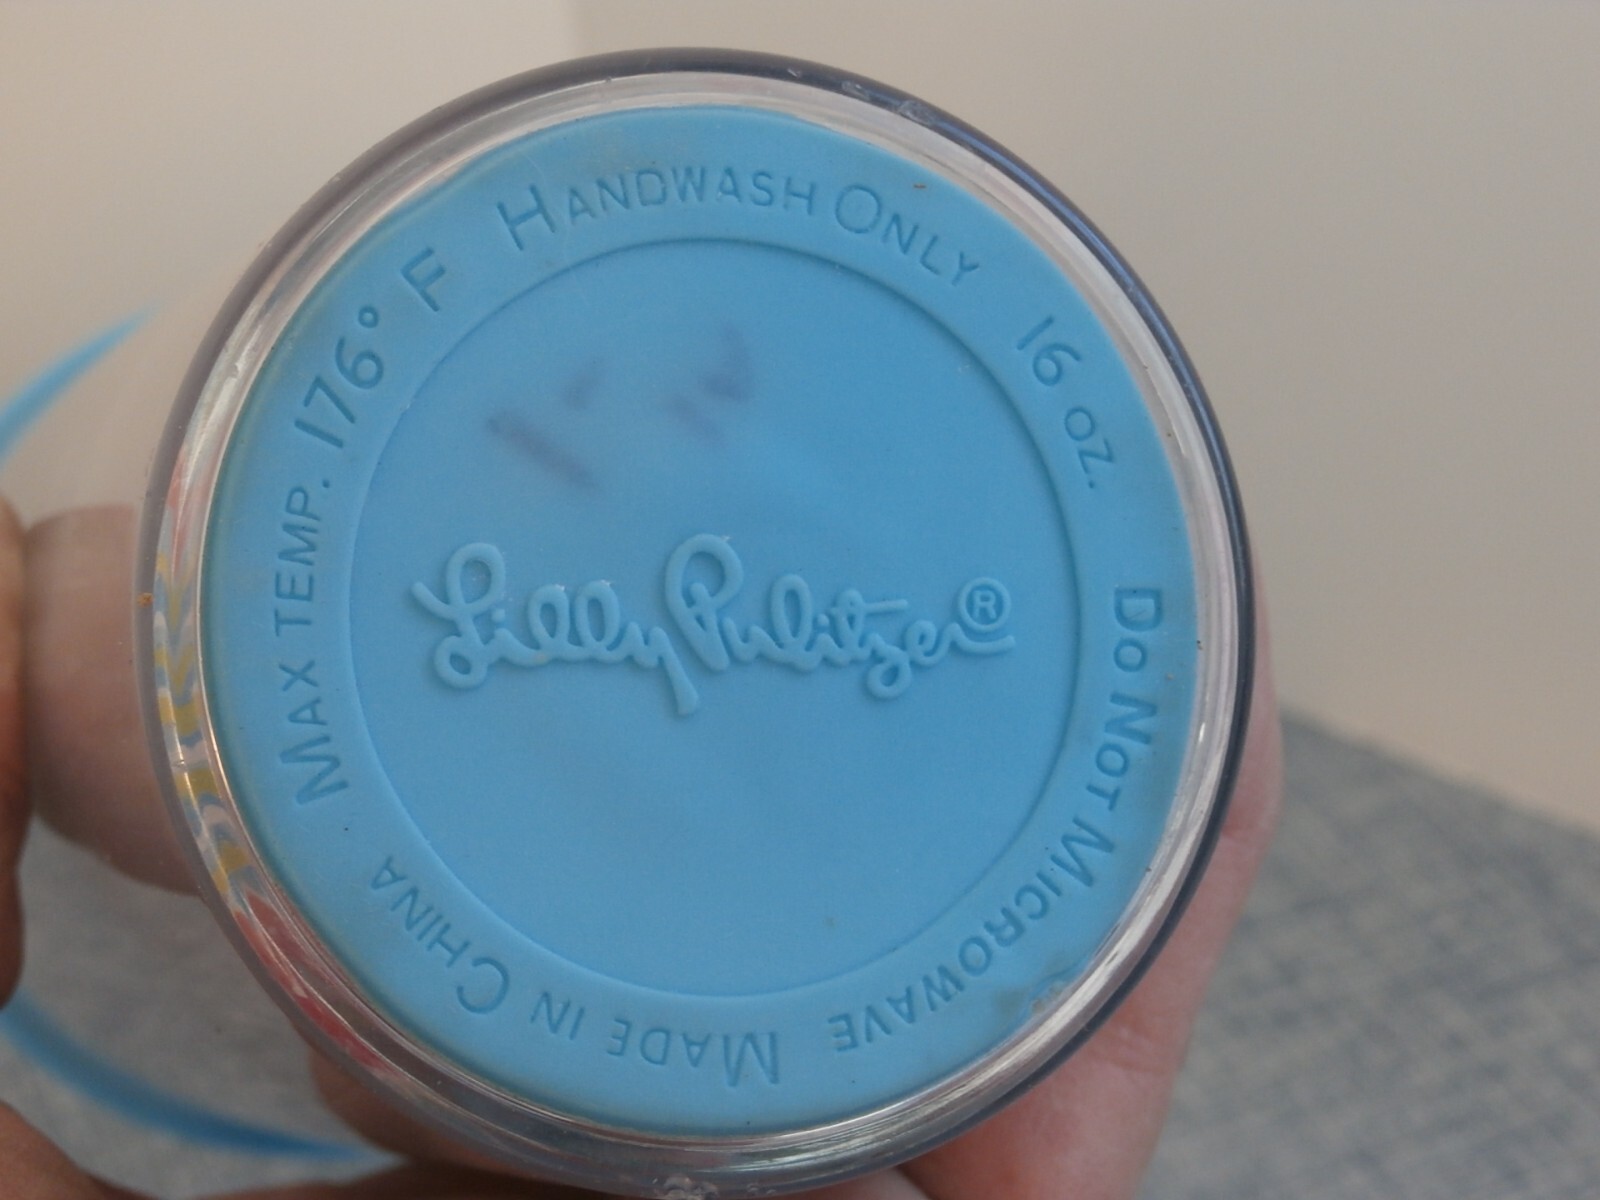 Lilly Pulitzer®
MAX TEMP. 176° F
HANDWASH ONLY
16 OZ.
DO NOT MICROWAVE
MADE IN CHINA